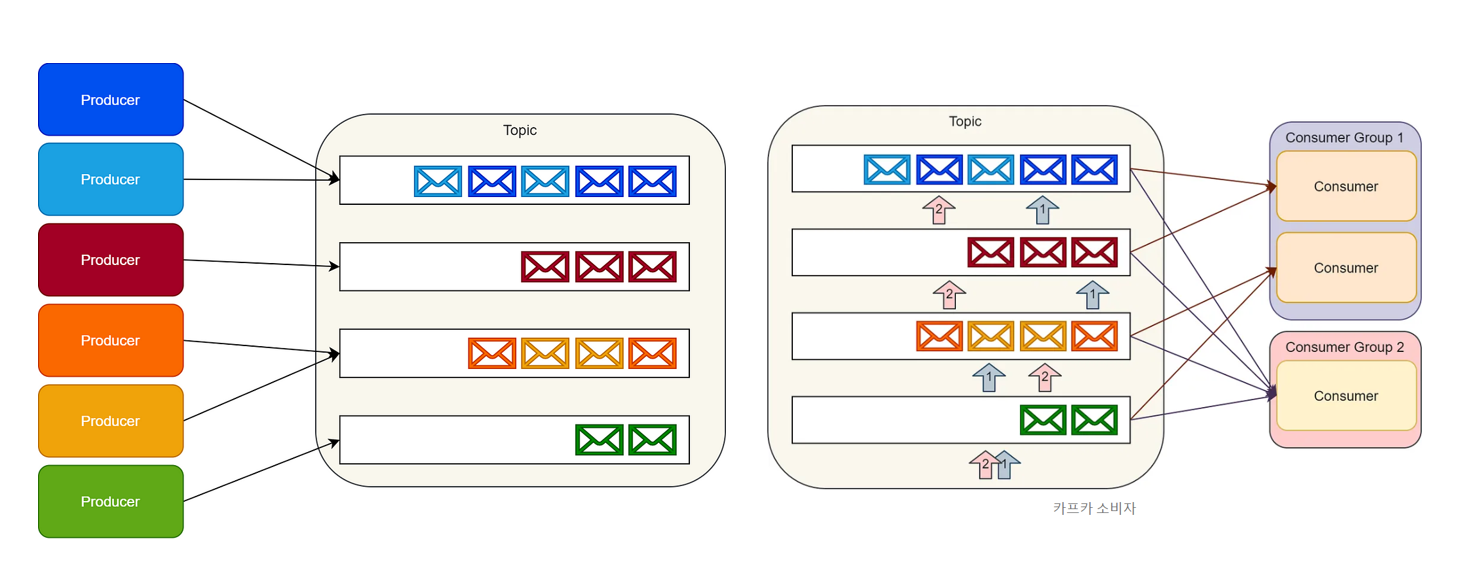 Producer
Producer
Producer
Producer
Producer
Producer
Topic
Topic
2
1
2
1
1
2
2
1
Consumer Group 1
Consumer
Consumer
Consumer Group 2
Consumer
카프카 소비자